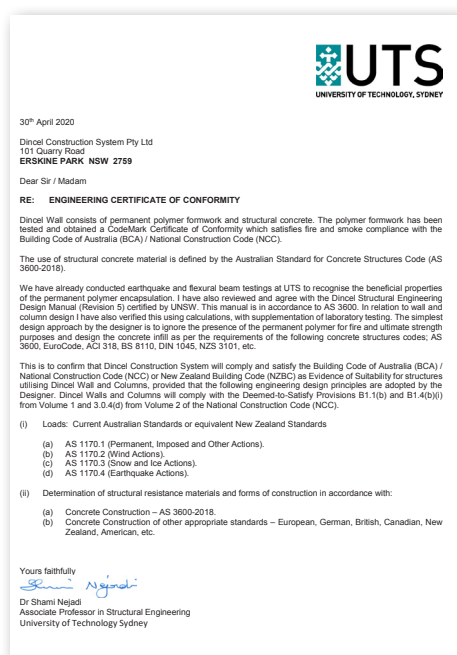 UTS
UNIVERSITY OF TECHNOLOGY, SYDNEY
30th April 2020
Dincel Construction System Pty Ltd
101 Quarry Road
ERSKINE PARK NSW 2759
Dear Sir / Madam
RE: ENGINEERING CERTIFICATE OF CONFORMITY
Dincel Wall consists of permanent polymer formwork and structural concrete. The polymer formwork has been
tested and obtained a CodeMark Certificate of Conformity which satisfies fire and smoke compliance with the
Building Code of Australia (BCA) / National Construction Code (NCC).
The use of structural concrete material is defined by the Australian Standard for Concrete Structures Code (AS
3600-2018).
We have already conducted earthquake and flexural beam testings at UTS to recognise the beneficial properties
of the permanent polymer encapsulation. I have also reviewed and agree with the Dincel Structural Engineering
Design Manual (Revision 5) certified by UNSW. This manual is in accordance to AS 3600. In relation to wall and
column design I have also verified this using calculations, with supplementation of laboratory testing. The simplest
design approach by the designer is to ignore the presence of the permanent polymer for fire and ultimate strength
purposes and design the concrete infill as per the requirements of the following concrete structures codes; AS
3600, EuroCode, ACI 318, BS 8110, DIN 1045, NZS 3101, etc.
This is to confirm that Dincel Construction System will comply and satisfy the Building Code of Australia (BCA) /
National Construction Code (NCC) or New Zealand Building Code (NZBC) as Evidence of Suitability for structures
utilising Dincel Wall and Columns, provided that the following engineering design principles are adopted by the
Designer. Dincel Walls and Columns will comply with the Deemed-to-Satisfy Provisions B1.1(b) and B1.4(b)(i)
from Volume 1 and 3.0.4(d) from Volume 2 of the National Construction Code (NCC).
(i) Loads: Current Australian Standards or equivalent New Zealand Standards
(a) AS 1170.1 (Permanent, Imposed and Other Actions).
(b) AS 1170.2 (Wind Actions).
(c) AS 1170.3 (Snow and Ice Actions).
(d) AS 1170.4 (Earthquake Actions).
(ii) Determination of structural resistance materials and forms of construction in accordance with:
(a) Concrete Construction – AS 3600-2018.
(b) Concrete Construction of other appropriate standards – European, German, British, Canadian, New
Zealand, American, etc.
Yours faithfully
Shami Nejadi
Dr Shami Nejadi
Associate Professor in Structural Engineering
University of Technology Sydney